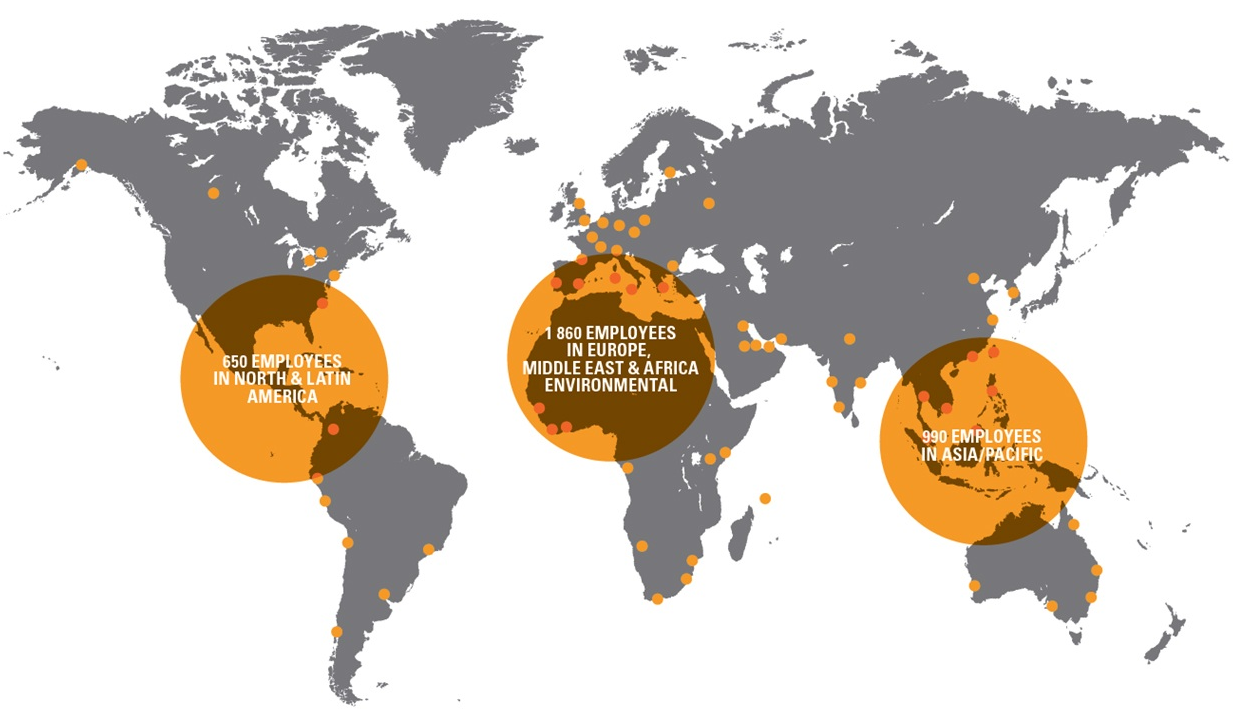 650 EMPLOYEES
IN NORTH & LATIN
AMERICA
1 860 EMPLOYEES
IN EUROPE,
MIDDLE EAST & AFRICA
ENVIRONMENTAL
990 EMPLOYEES
IN ASIA/PACIFIC